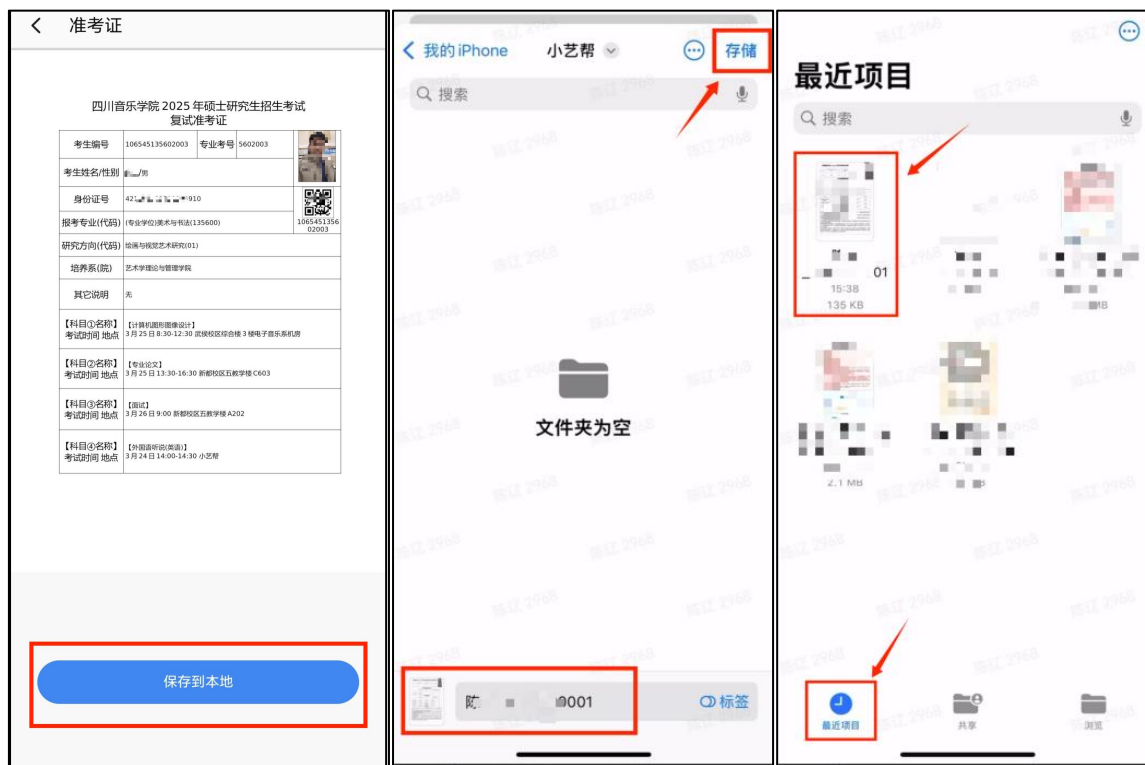 准考证
四川音乐学院 2025 年硕士研究生招生考试
复试准考证
考生编号 106545135602003 专业考号 5602003
考生姓名/性别 /男
身份证号 421 910
报考专业(代码) (专业学位)美术与书法(135600)
1065451356
02003
研究方向(代码) 绘画与视觉艺术研究(01)
培养系(院) 艺术学理论与管理学院
其它说明 无
【科目①名称】 【计算机图形图像设计】
考试时间 地点 3 月 25 日 8:30-12:30 武侯校区综合楼 3 楼电子音乐系机房
【科目②名称】 【专业论文】
考试时间 地点 3 月 25 日 13:30-16:30 新都校区五教学楼 C603
【科目③名称】 【面试】
考试时间 地点 3 月 26 日 9:00 新都校区五教学楼 A202
【科目④名称】 【外国语听说(英语)】
考试时间 地点 3 月 24 日 14:00-14:30 小艺帮
保存到本地
我的 iPhone 小艺帮 存储
搜索
文件夹为空
陈 0001 标签
最近项目
搜索
01
15:38
135 KB
MB
2.1 MB
最近项目 共享 浏览